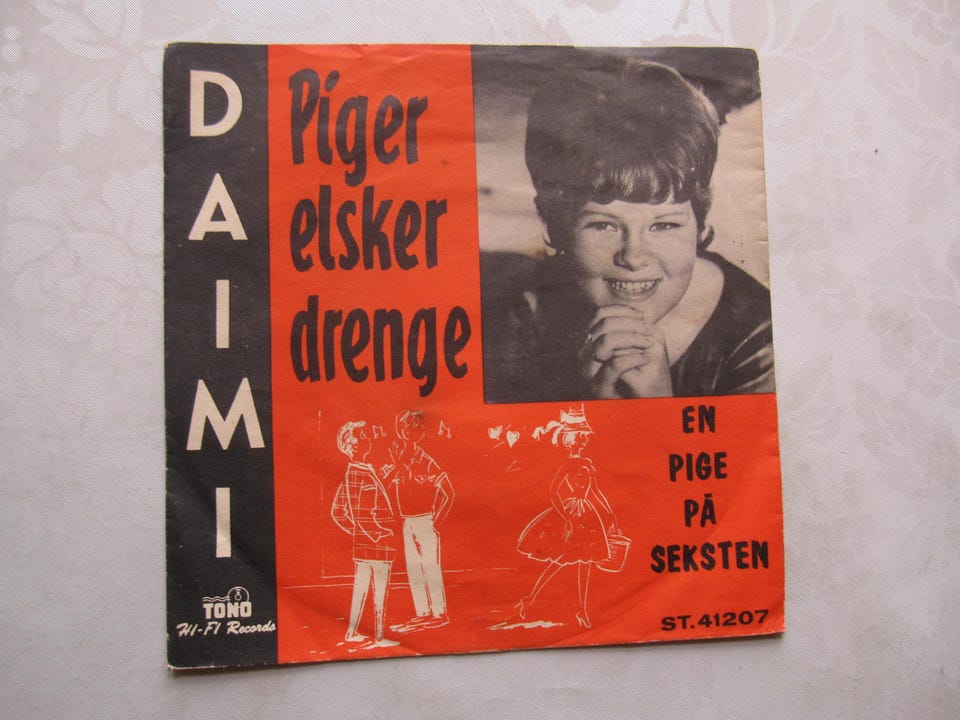 DAIMI
Piger
elsker
drenge
EN
PIGE
PÅ
SEKSTEN
TONO
HI-FI Records
ST.41207